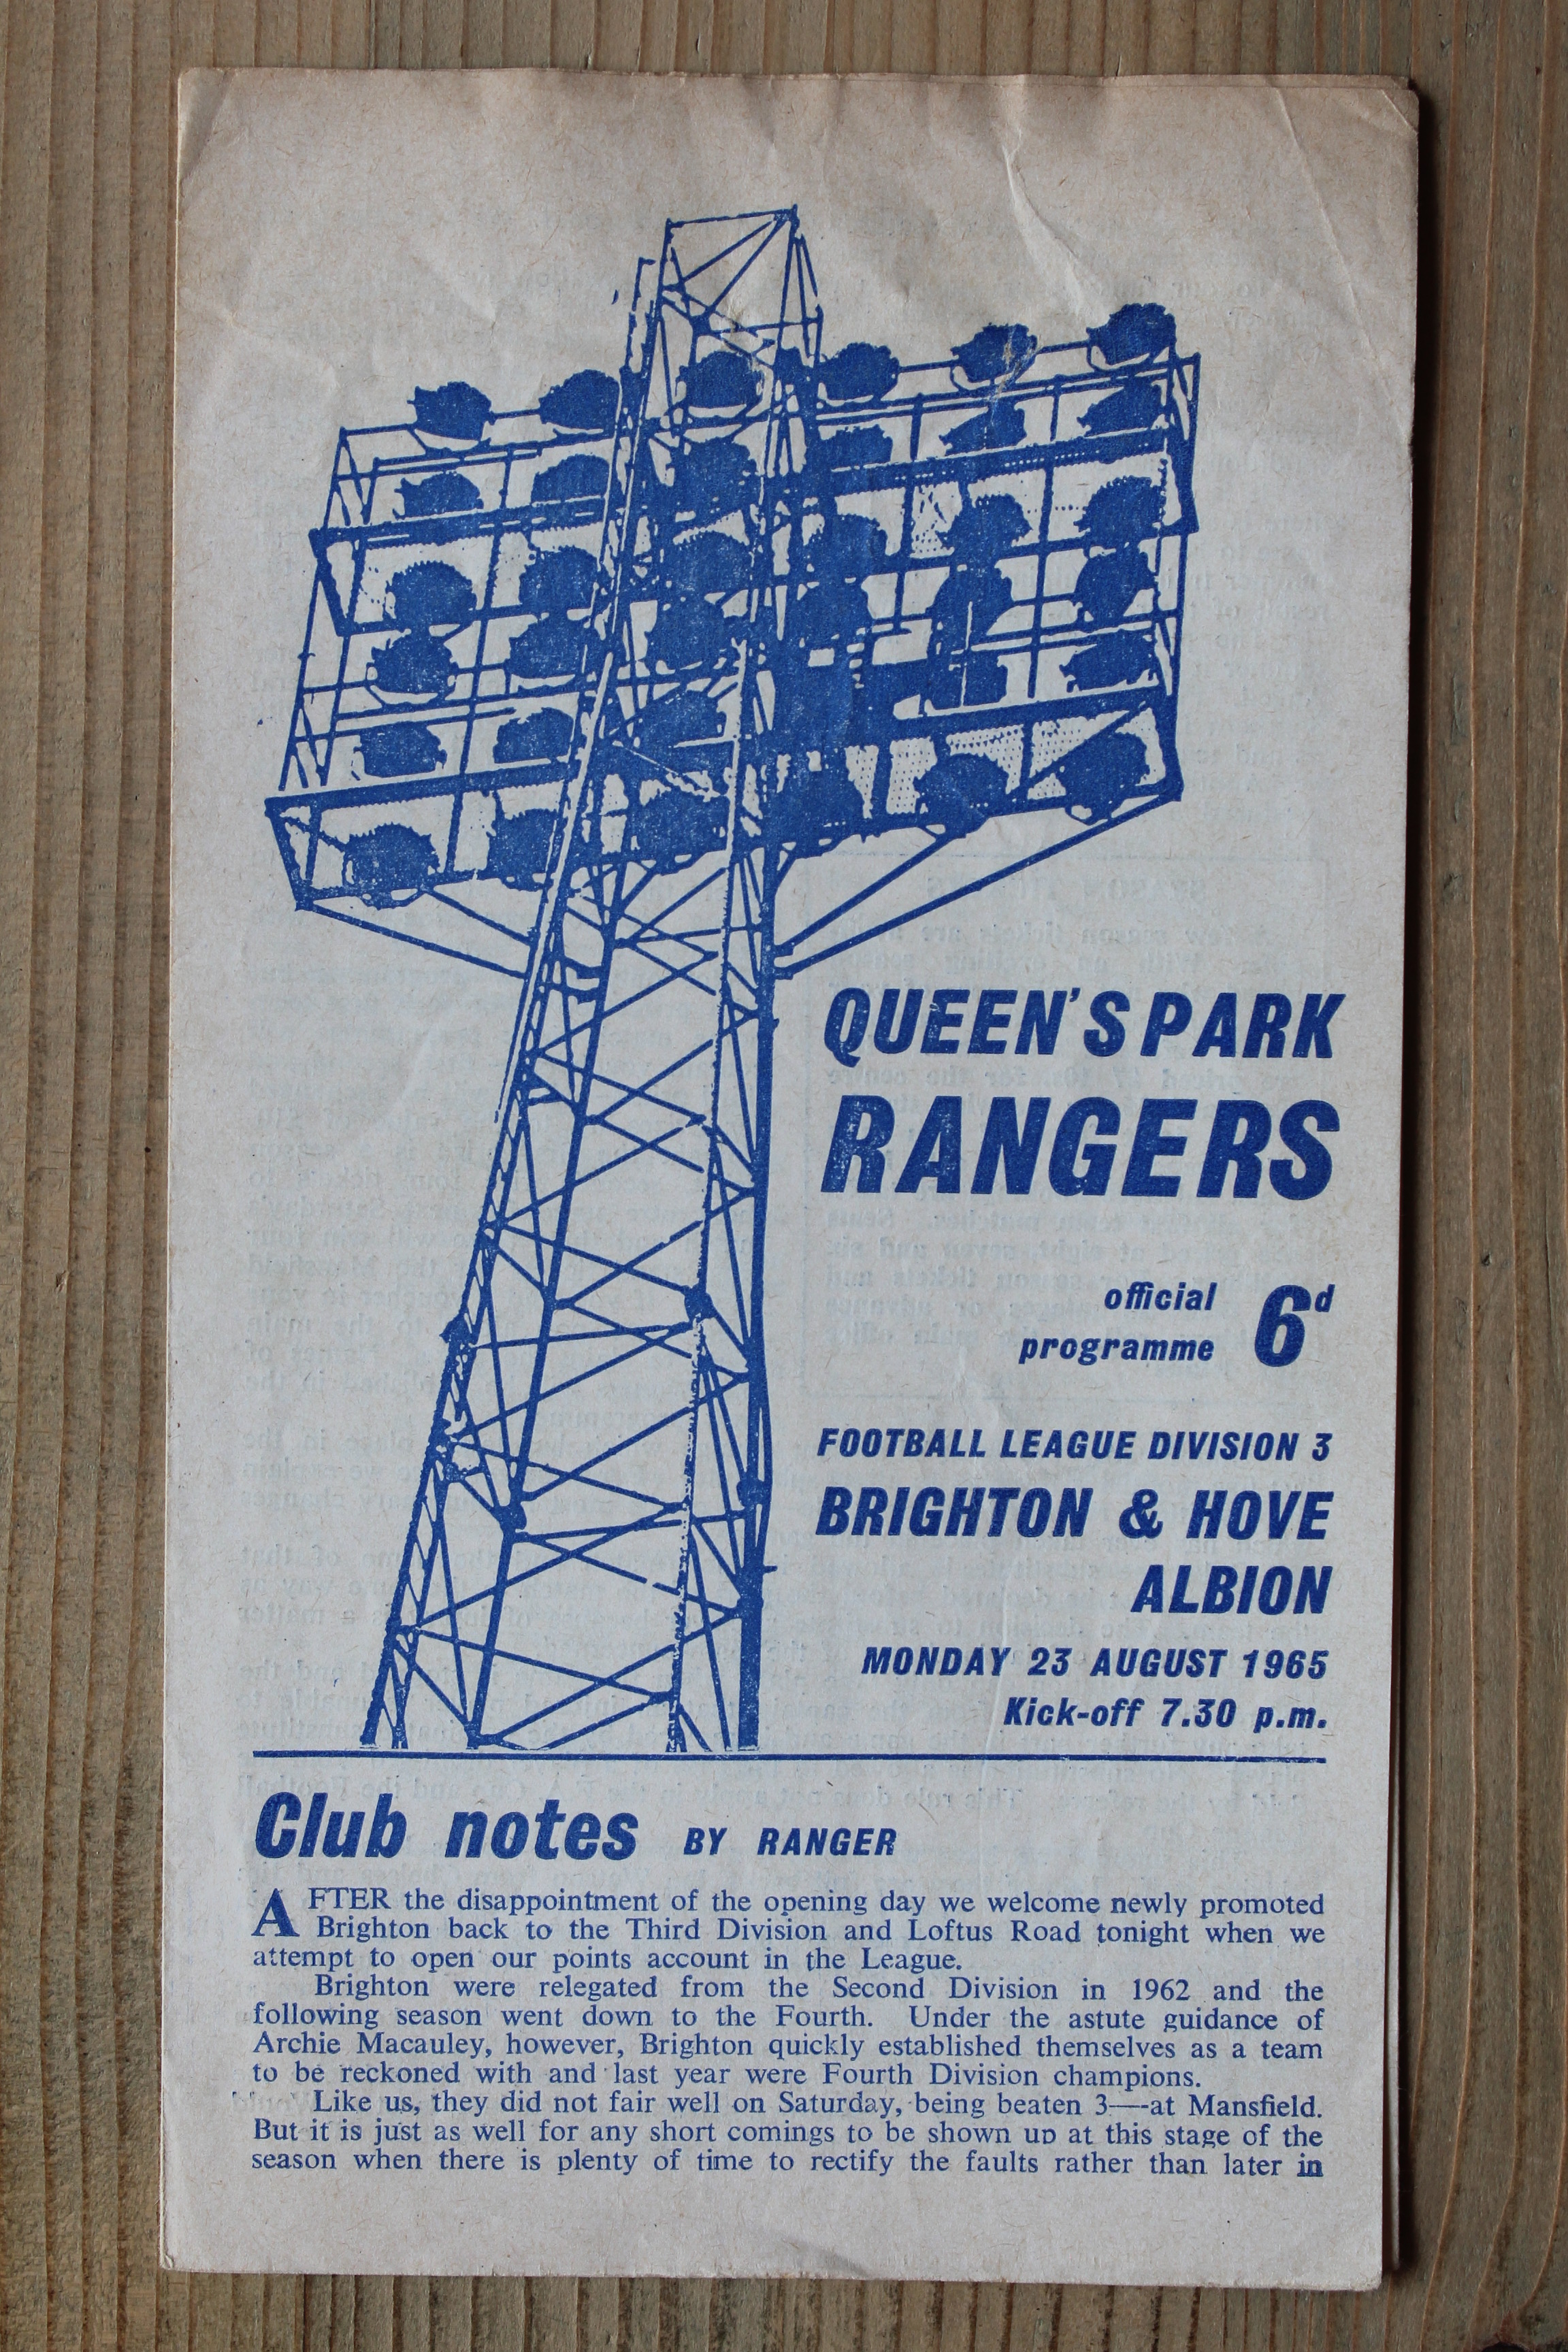 QUEEN'S PARK
RANGERS
official
programme 6d
FOOTBALL LEAGUE DIVISION 3
BRIGHTON & HOVE
ALBION
MONDAY 23 AUGUST 1965
Kick-off 7.30 p.m.
Club notes BY RANGER
AFTER the disappointment of the opening day we welcome newly promoted
Brighton back to the Third Division and Loftus Road tonight when we
attempt to open our points account in the League.
Brighton were relegated from the Second Division in 1962 and the
following season went down to the Fourth. Under the astute guidance of
Archie Macauley, however, Brighton quickly established themselves as a team
to be reckoned with and last year were Fourth Division champions.
Like us, they did not fair well on Saturday, being beaten 3—-at Mansfield.
But it is just as well for any short comings to be shown up at this stage of the
season when there is plenty of time to rectify the faults rather than later in